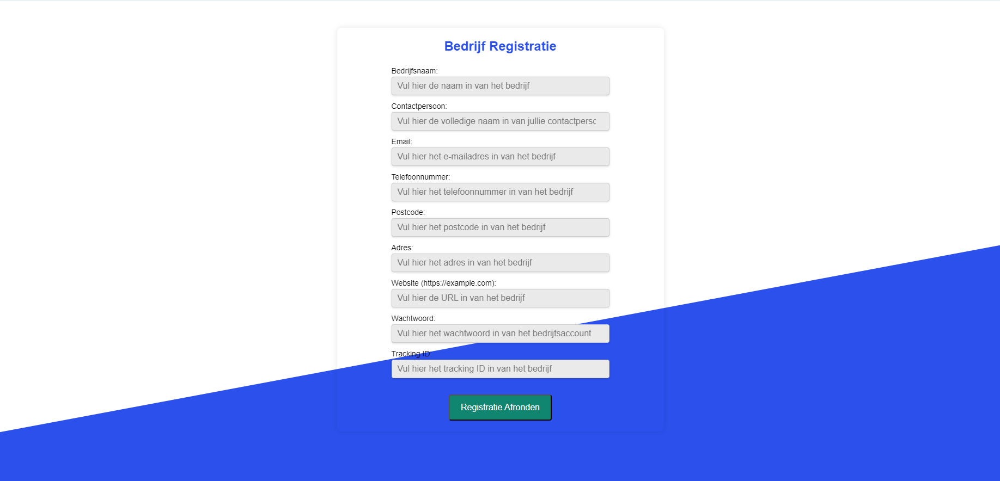 Bedrijf Registratie
Bedrijfsnaam:
Vul hier de naam in van het bedrijf
Contactpersoon:
Vul hier de volledige naam in van jullie contactpersc
Email:
Vul hier het e-mailadres in van het bedrijf
Telefoonnummer:
Vul hier het telefoonnummer in van het bedrijf
Postcode:
Vul hier het postcode in van het bedrijf
Adres:
Vul hier het adres in van het bedrijf
Website (https://example.com):
Vul hier de URL in van het bedrijf
Wachtwoord:
Vul hier het wachtwoord in van het bedrijfsaccount
Tracking ID:
Vul hier het tracking ID in van het bedrijf
Registratie Afronden